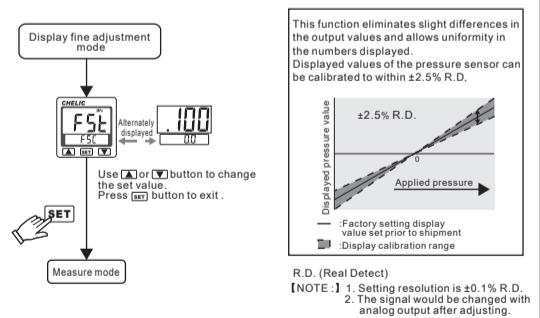 Display fine adjustment
mode
CHELIC
FSt
FSC
Alternately
displayed
.100
0.0
Use ▲ or ▼ button to change
the set value.
Press SET button to exit .
SET
Measure mode
This function eliminates slight differences in
the output values and allows uniformity in
the numbers displayed.
Displayed values of the pressure sensor can
be calibrated to within ±2.5% R.D.
Displayed pressure value
±2.5% R.D.
0
Applied pressure
:Factory setting display
value set prior to shipment
:Display calibration range
R.D. (Real Detect)
【NOTE :】 1. Setting resolution is ±0.1% R.D.
2. The signal would be changed with
analog output after adjusting.